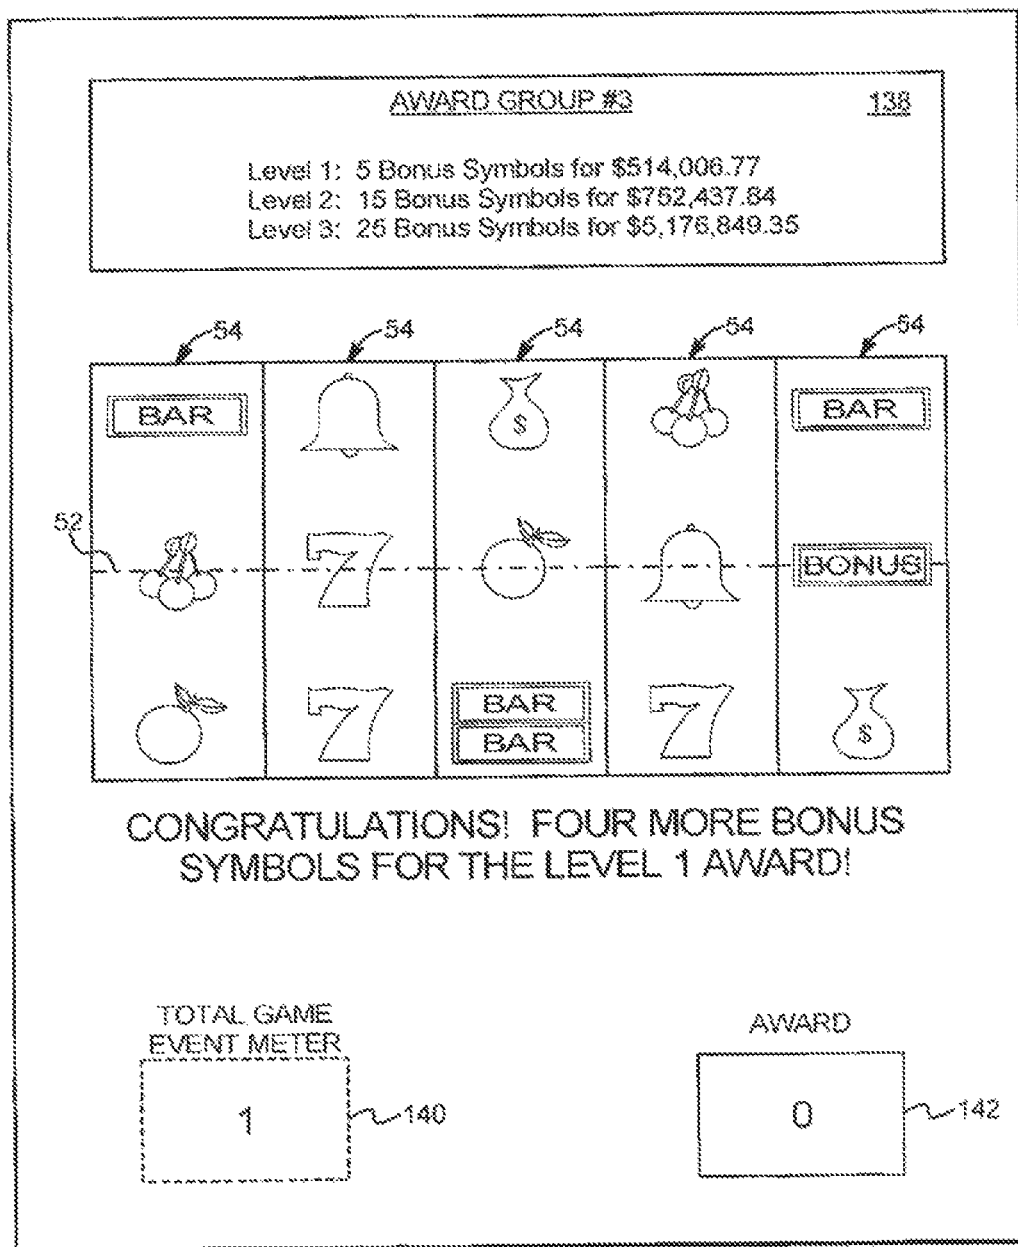 AWARD GROUP #3 138
Level 1: 5 Bonus Symbols for $514,006.77
Level 2: 15 Bonus Symbols for $752,437.84
Level 3: 25 Bonus Symbols for $5,176,849.35
54 54 54 54 54
BAR $ BAR
52
7 BONUS
7 BAR 7 $
BAR
CONGRATULATIONS! FOUR MORE BONUS
SYMBOLS FOR THE LEVEL 1 AWARD!
TOTAL GAME
EVENT METER
AWARD
1 140 0 142